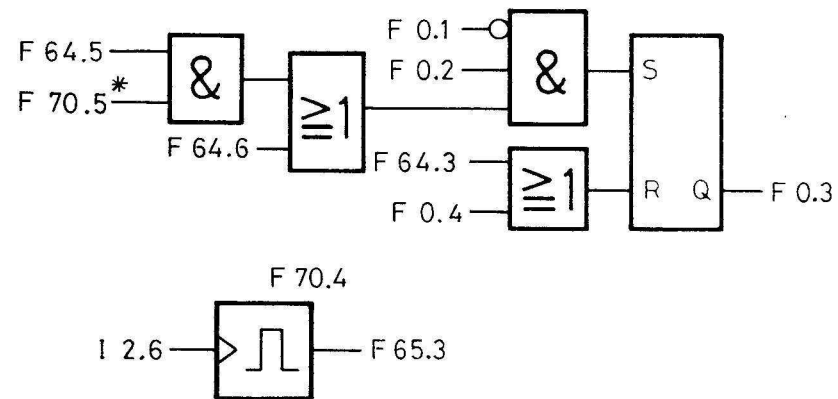 F 64.5
F 70.5*
&
F 64.6
≧1
F 0.1
F 0.2
&
F 64.3
F 0.4
≧1
S
R Q
F 0.3
F 70.4
I 2.6
F 65.3